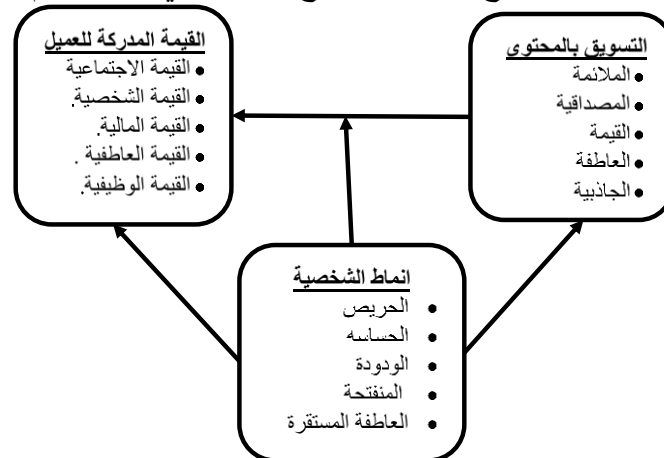 التسويق بالمحتوى
الملائمة
المصداقية
القيمة
العاطفة
الجاذبية
القيمة المدركة للعميل
القيمة الاجتماعية
القيمة الشخصية.
القيمة المالية.
القيمة العاطفية .
القيمة الوظيفية.
انماط الشخصية
الحريص
الحساسه
الودودة
المنفتحة
العاطفة المستقرة